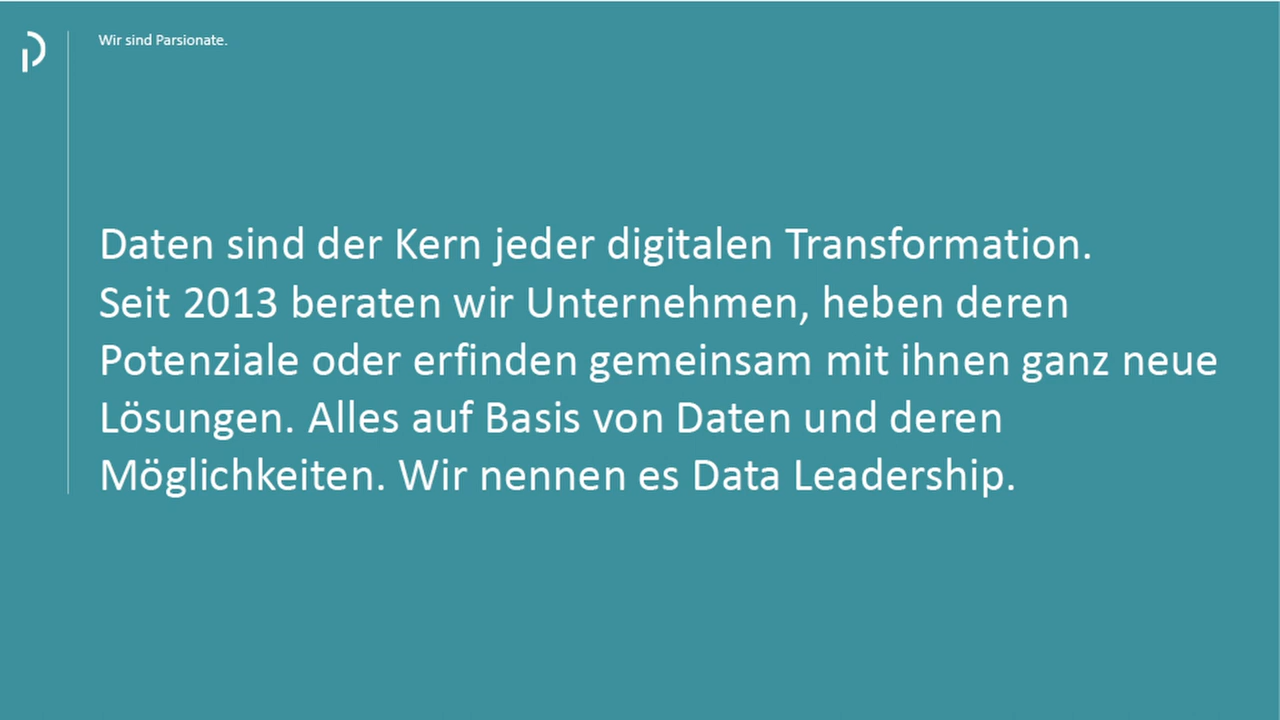 Wir sind Parsionate.
Daten sind der Kern jeder digitalen Transformation.
Seit 2013 beraten wir Unternehmen, heben deren
Potenziale oder erfinden gemeinsam mit ihnen ganz neue
Lösungen. Alles auf Basis von Daten und deren
Möglichkeiten. Wir nennen es Data Leadership.